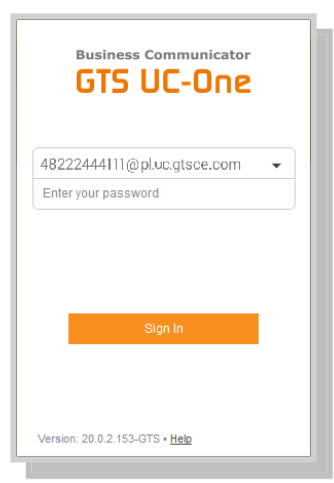 Business Communicator
GTS UC-One
48222444111@pl.uc.gtsce.com
Enter your password
Sign In
Version: 20.0.2.153-GTS • Help